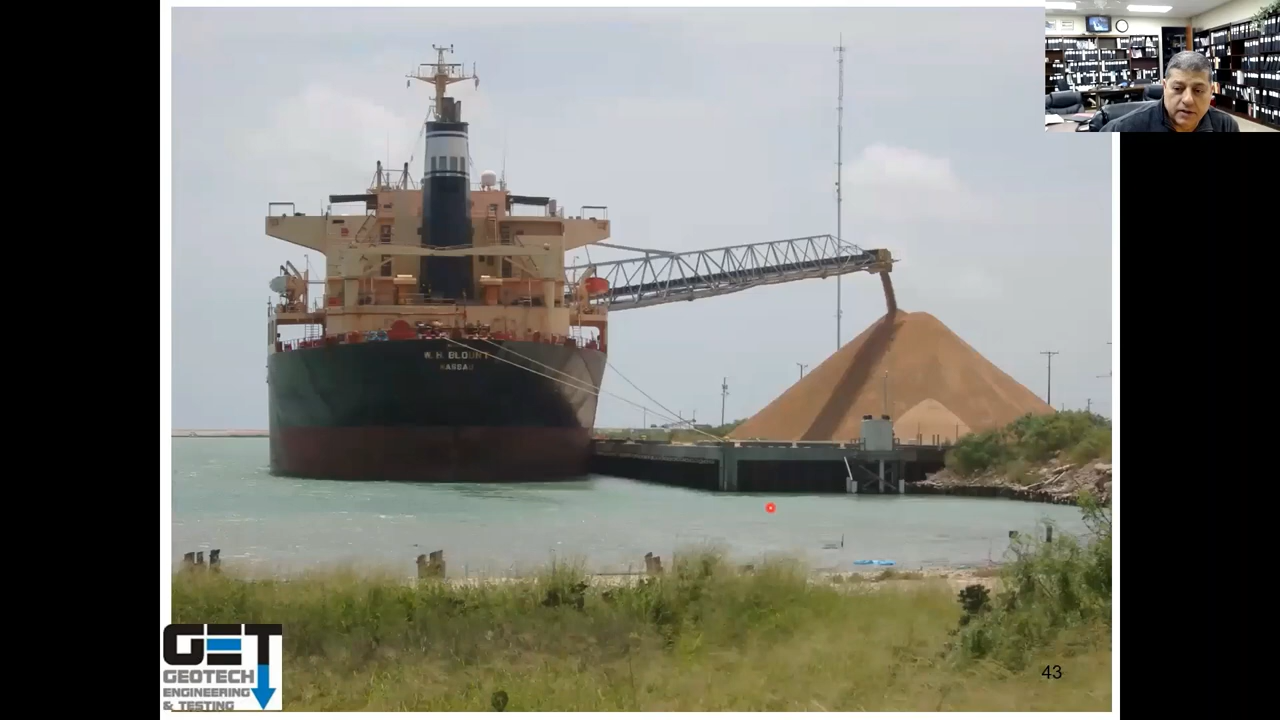 W. H. BLOUNT
NASSAU
GET
GEOTECH
ENGINEERING
& TESTING
43